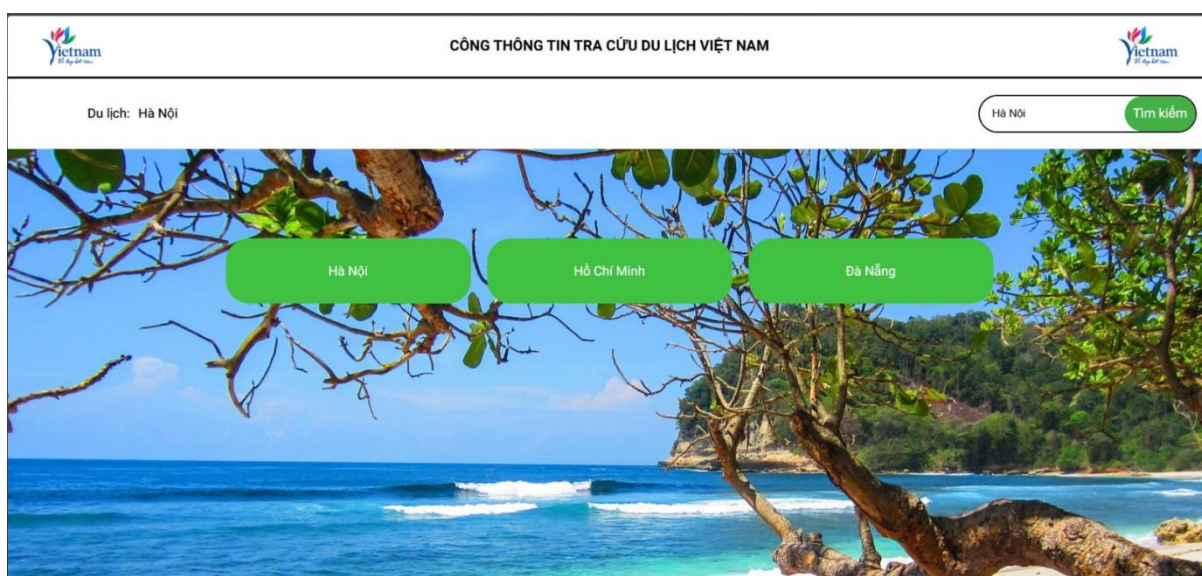 Vietnam
CÔNG THÔNG TIN TRA CỨU DU LỊCH VIỆT NAM
Vietnam
Du lịch: Hà Nội
Hà Nội
Tìm kiếm
Hà Nội
Hồ Chí Minh
Đà Nẵng